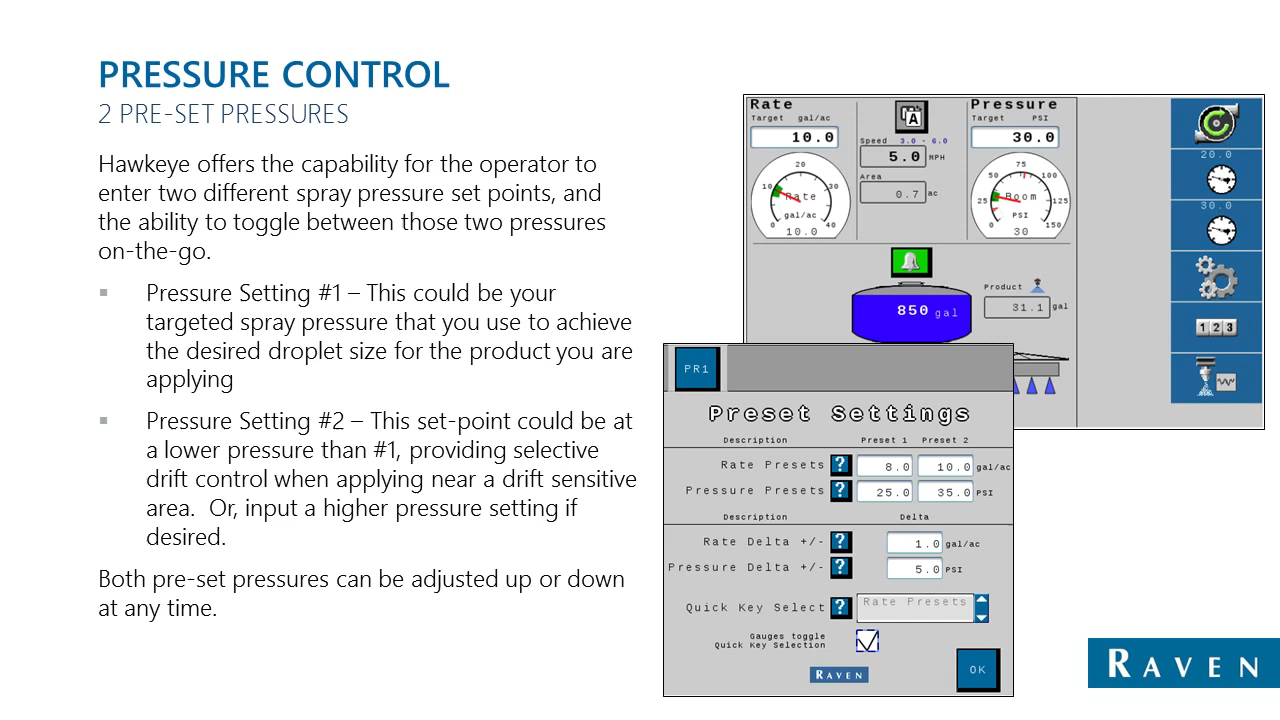 PRESSURE CONTROL
2 PRE-SET PRESSURES
Hawkeye offers the capability for the operator to
enter two different spray pressure set points, and
the ability to toggle between those two pressures
on-the-go.
▪ Pressure Setting #1 – This could be your
targeted spray pressure that you use to achieve
the desired droplet size for the product you are
applying
▪ Pressure Setting #2 – This set-point could be at
a lower pressure than #1, providing selective
drift control when applying near a drift sensitive
area.  Or, input a higher pressure setting if
desired.
Both pre-set pressures can be adjusted up or down
at any time.
Rate
Target gal/ac
10.0
10 20 30
Rate
gal/ac
0 10.0 40
A
Speed 3.0 - 6.0
5.0 MPH
Area
0.7 ac
Pressure
Target PSI
30.0
25 50 75 100 125
Boom
PSI
0 30 150
850 gal
Product
31.1 gal
20.0
30.0
1 2 3
PR1
Preset Settings
Description Preset 1 Preset 2
Rate Presets ? 8.0 10.0 gal/ac
Pressure Presets ? 25.0 35.0 PSI
Description Delta
Rate Delta +/- ? 1.0 gal/ac
Pressure Delta +/- ? 5.0 PSI
Quick Key Select ? Rate Presets
Gauges toggle
Quick Key Selection
RAVEN
OK
RAVEN